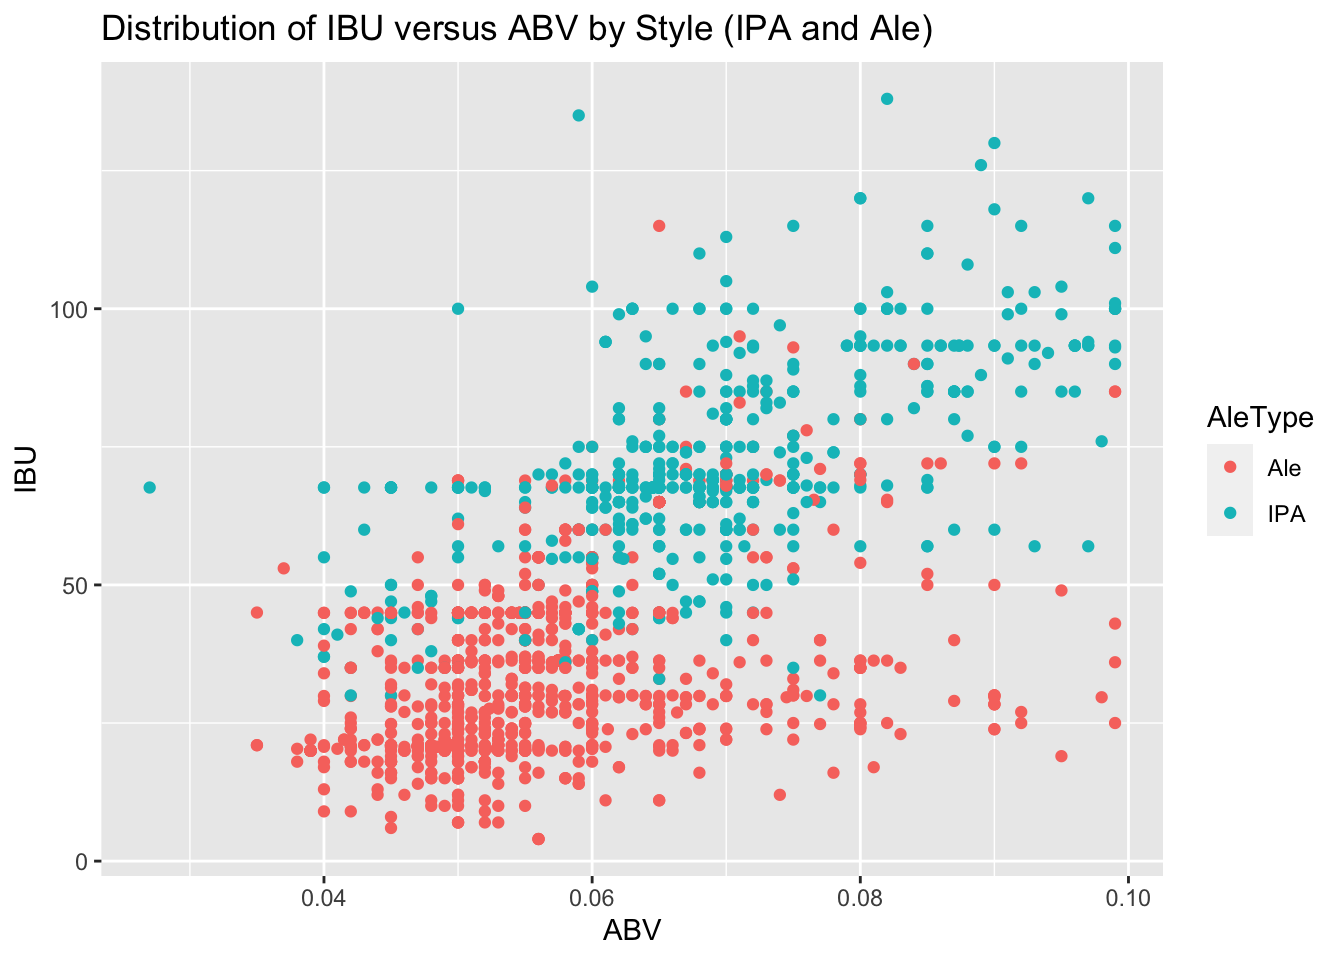 Distribution of IBU versus ABV by Style (IPA and Ale)
100
50
0
IBU
0.04 0.06 0.08 0.10
ABV
AleType
Ale
IPA